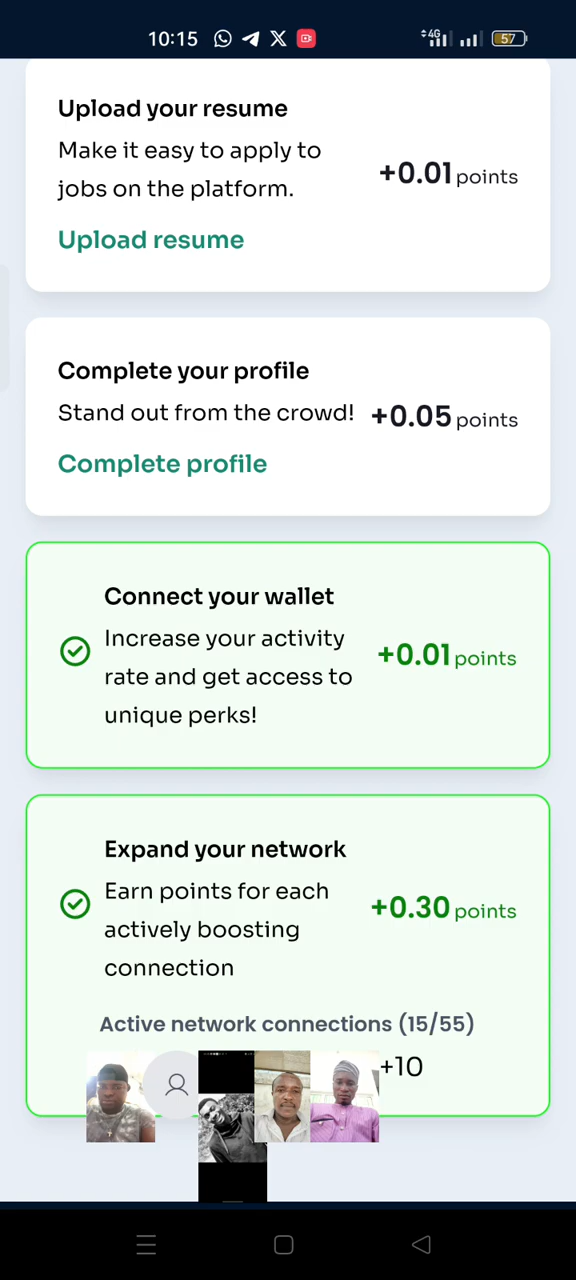 10:15
4G
57
Upload your resume
Make it easy to apply to
jobs on the platform.
+0.01 points
Upload resume
Complete your profile
Stand out from the crowd!
+0.05 points
Complete profile
Connect your wallet
Increase your activity
rate and get access to
unique perks!
+0.01 points
Expand your network
Earn points for each
actively boosting
connection
+0.30 points
Active network connections (15/55)
+10